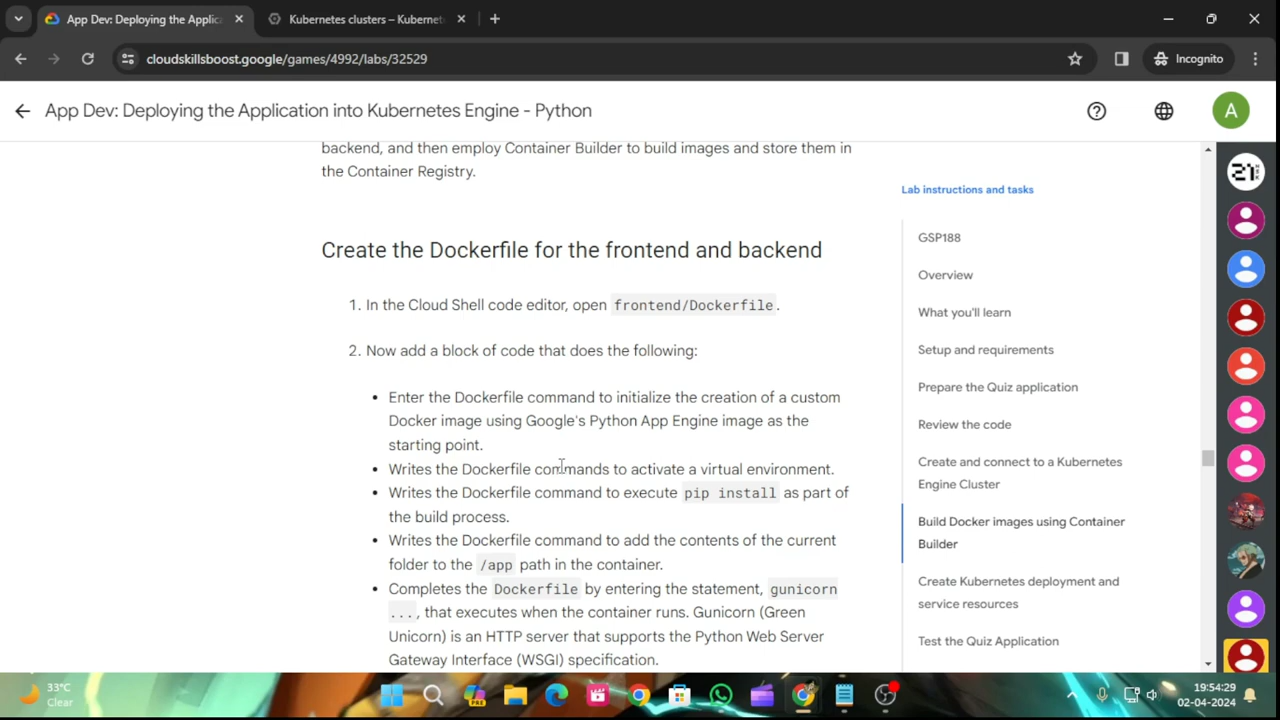 App Dev: Deploying the Applica
Kubernetes clusters – Kubernet
cloudskillsboost.google/games/4992/labs/32529
Incognito
App Dev: Deploying the Application into Kubernetes Engine - Python
A
backend, and then employ Container Builder to build images and store them in
the Container Registry.
Create the Dockerfile for the frontend and backend
1. In the Cloud Shell code editor, open frontend/Dockerfile.
2. Now add a block of code that does the following:
• Enter the Dockerfile command to initialize the creation of a custom
Docker image using Google's Python App Engine image as the
starting point.
• Writes the Dockerfile commands to activate a virtual environment.
• Writes the Dockerfile command to execute pip install as part of
the build process.
• Writes the Dockerfile command to add the contents of the current
folder to the /app path in the container.
• Completes the Dockerfile by entering the statement, gunicorn
..., that executes when the container runs. Gunicorn (Green
Unicorn) is an HTTP server that supports the Python Web Server
Gateway Interface (WSGI) specification.
Lab instructions and tasks
GSP188
Overview
What you'll learn
Setup and requirements
Prepare the Quiz application
Review the code
Create and connect to a Kubernetes
Engine Cluster
Build Docker images using Container
Builder
Create Kubernetes deployment and
service resources
Test the Quiz Application
33°C
Clear
PRE
19:54:29
02-04-2024